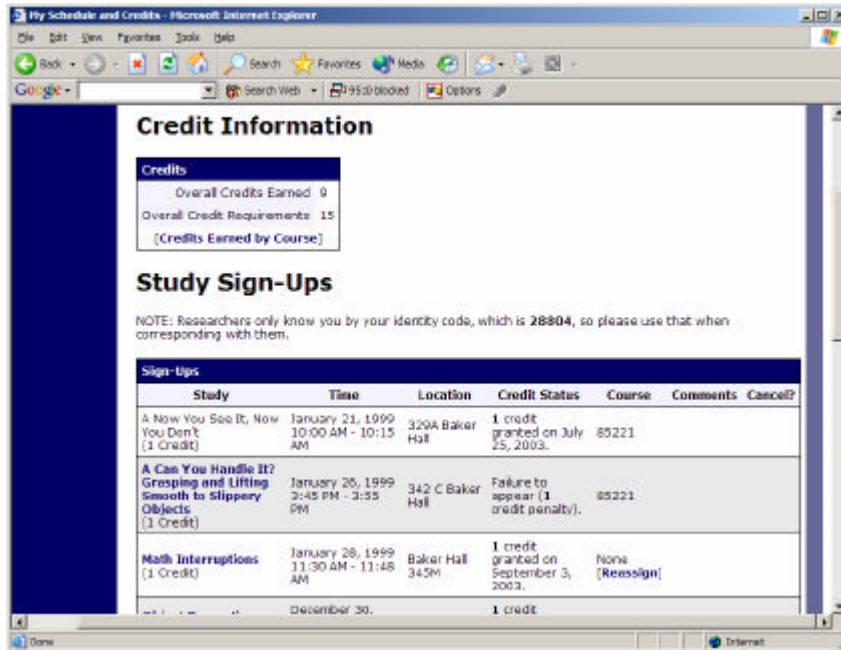 My Schedule and Credits - Microsoft Internet Explorer
File Edit View Favorites Tools Help
Back Search Favorites Media
Google Search Web blocked Options
Credit Information
Credits
Overall Credits Earned 9
Overall Credit Requirements 15
[Credits Earned by Course]
Study Sign-Ups
NOTE: Researchers only know you by your identity code, which is 28804, so please use that when
corresponding with them.
Sign-Ups
Study Time Location Credit Status Course Comments Cancel?
A Now You See It, Now
You Don't
(1 Credit)
January 21, 1999
10:00 AM - 10:15
AM
329A Baker
Hall
1 credit
granted on July
25, 2003.
85221
A Can You Handle It?
Grasping and Lifting
Smooth to Slippery
Objects
(1 Credit)
January 26, 1999
3:45 PM - 3:55
PM
342 C Baker
Hall
Failure to
appear (1
credit penalty).
85221
Math Interruptions
(1 Credit)
January 28, 1999
11:30 AM - 11:48
AM
Baker Hall
345M
1 credit
granted on
September 3,
2003.
None
[Reassign]
December 30,
1 credit
Done
Internet